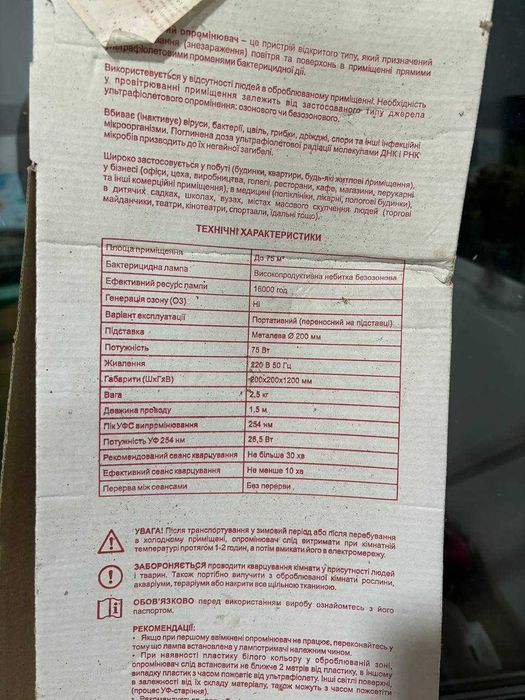 опромінювач – це пристрій відкритого типу, який призначений
(знезараження) повітря та поверхонь в приміщенні прямими
ультрафіолетовими променями бактерицидної дії.
Використовується у відсутності людей в оброблюваному приміщенні. Необхідність
у провітрюванні приміщення залежить від застосованого типу джерела
ультрафіолетового опромінення: озонового чи безозонового.
Вбиває (інактивує) віруси, бактерії, цвіль, грибки, дріжджі, спори та інші інфекційні
мікроорганізми. Поглинена доза ультрафіолетової радіації молекулами ДНК і РНК
мікробів призводить до їх негайної загибелі.
Широко застосовується у побуті (будинки, квартири, будь-які житлові приміщення),
у бізнесі (офіси, цеха, виробництва, готелі, ресторани, кафе, магазини, перукарні
та інші комерційні приміщення), в медицині (поліклініки, лікарні, пологові будинки),
в дитячих садках, школах, вузах, містах масового скупчення людей (торгові
майданчики, театри, кінотеатри, спортзали, їдальні тощо).
ТЕХНІЧНІ ХАРАКТЕРИСТИКИ
Площа приміщення До 75 м²
Бактерицидна лампа Високопродуктивна небитка Безозонова
Ефективний ресурс лампи 16000 год
Генерація озону (О3) Ні
Варіант експлуатації Портативний (переносний на підставці)
Підставка Металева Ø 200 мм
Потужність 75 Вт
Живлення 220 В 50 Гц
Габарити (ШхГхВ) 200х200х1200 мм
Вага 2,5 кг
Довжина проводу 1,5 м
Пік УФС випромінювання 254 нм
Потужність УФ 254 нм 26,5 Вт
Рекомендований сеанс кварцування Не більше 30 хв
Ефективний сеанс кварцування Не менше 10 хв
Перерва між сеансами Без перерви
УВАГА! Після транспортування у зимовий період або після перебування
в холодному приміщені, опромінювач слід витримати при кімнатній
температурі протягом 1-2 годин, а потім вмикати його в електромережу.
ЗАБОРОНЯЄТЬСЯ проводити кварцування кімнати у присутності людей
і тварин. Також портібно вилучити з оброблюваної кімнати рослини,
акваріуми, тераріуми або накрити все щільною тканиною.
ОБОВ'ЯЗКОВО перед використанням виробу ознайомтесь з його
паспортом.
РЕКОМЕНДАЦІЇ:
• Якщо при першому ввімкнені опромінювач не працює, переконайтесь у
тому що лампа встановлена у лампотримачі належним чином.
• При наявності пластику білого кольору у оброблюваній зоні,
опромінювач слід встановити не ближче 2 метрів від пластику, в іншому
випадку пластик з часом пожовтів від ультрафіолету. Інші світлі поверхні,
в залежності від їх складу матеріалу, також можуть з часом пожовтіти
(процес УФ-старіння).